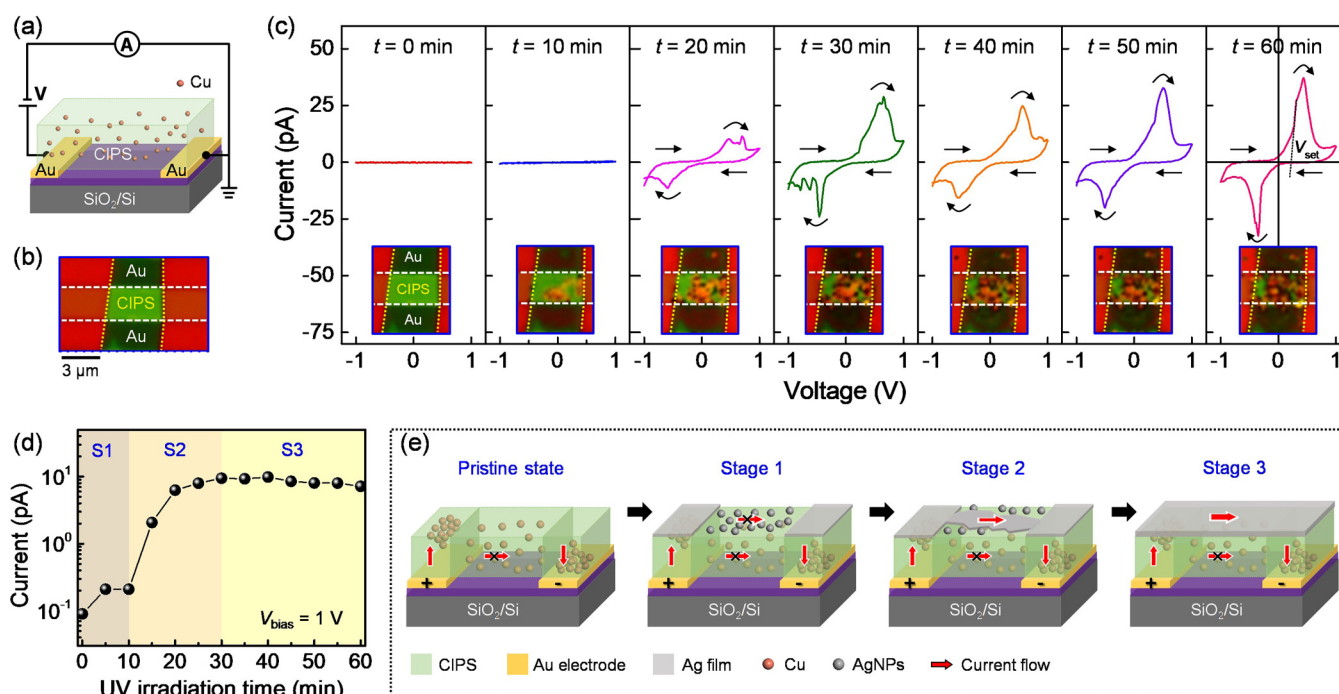 (a)
A
V
Cu
CIPS
Au
Au
SiO₂/Si
(b)
Au
CIPS
Au
3 μm
(c)
Current (pA)
50
25
0
-25
-50
-75
t = 0 min
t = 10 min
t = 20 min
t = 30 min
t = 40 min
t = 50 min
t = 60 min
Vset
Au
CIPS
Au
-1 0 1
-1 0 1
-1 0 1
-1 0 1
-1 0 1
-1 0 1
-1 0 1
Voltage (V)
(d)
Current (pA)
10¹
10⁰
10⁻¹
S1
S2
S3
Vbias = 1 V
0 10 20 30 40 50 60
UV irradiation time (min)
(e)
Pristine state
Stage 1
Stage 2
Stage 3
+ -
+ -
+ -
+ -
SiO₂/Si
SiO₂/Si
SiO₂/Si
SiO₂/Si
CIPS
Au electrode
Ag film
Cu
AgNPs
Current flow